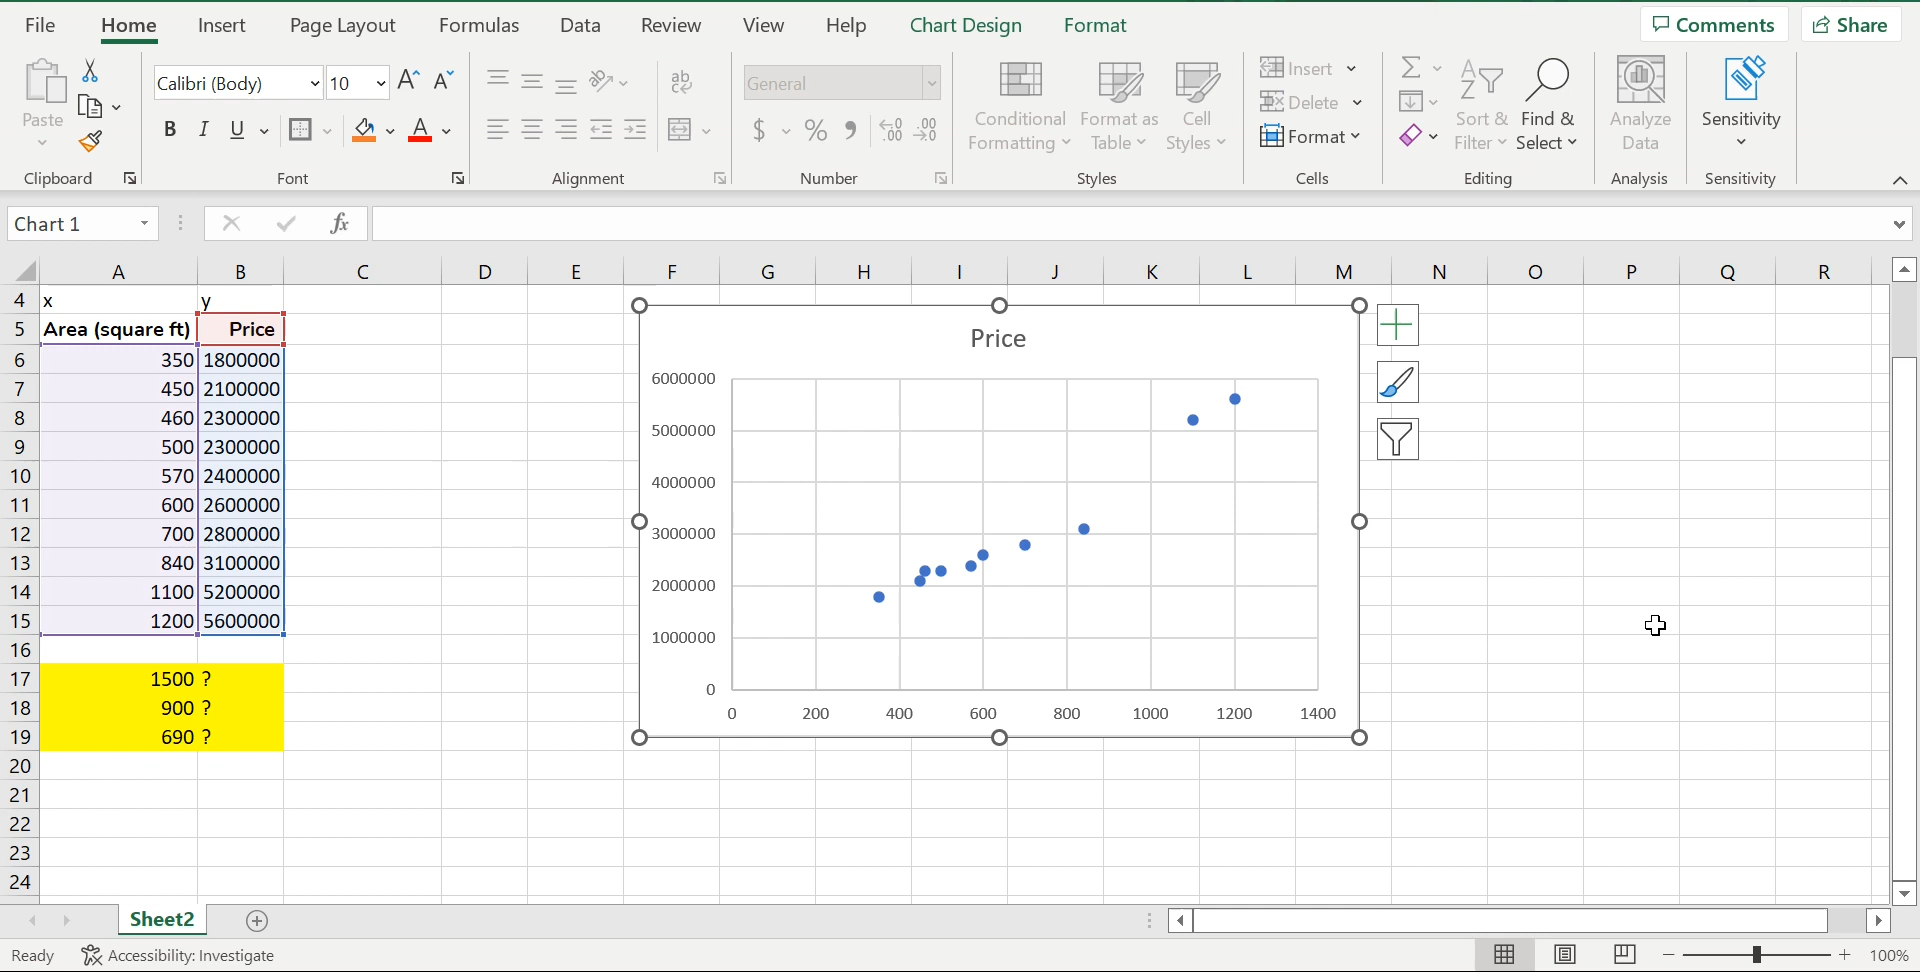 File Home Insert Page Layout Formulas Data Review View Help Chart Design Format Comments Share
Calibri (Body) 10 A A ab General Insert
Paste Conditional Format as Cell Delete Sort & Find & Analyze Sensitivity
B I U A $ % .00 .00 Formatting Table Styles Format Filter Select Data
Clipboard Font Alignment Number Styles Cells Editing Analysis Sensitivity
Chart 1 fx
A B C D E F G H I J K L M N O P Q R
4 x y
5 Area (square ft) Price
6 350 1800000
7 450 2100000
8 460 2300000
9 500 2300000
10 570 2400000
11 600 2600000
12 700 2800000
13 840 3100000
14 1100 5200000
15 1200 5600000
16
17 1500 ?
18 900 ?
19 690 ?
20
21
22
23
24
Price
6000000
5000000
4000000
3000000
2000000
1000000
0
0 200 400 600 800 1000 1200 1400
Sheet2
Ready Accessibility: Investigate 100%